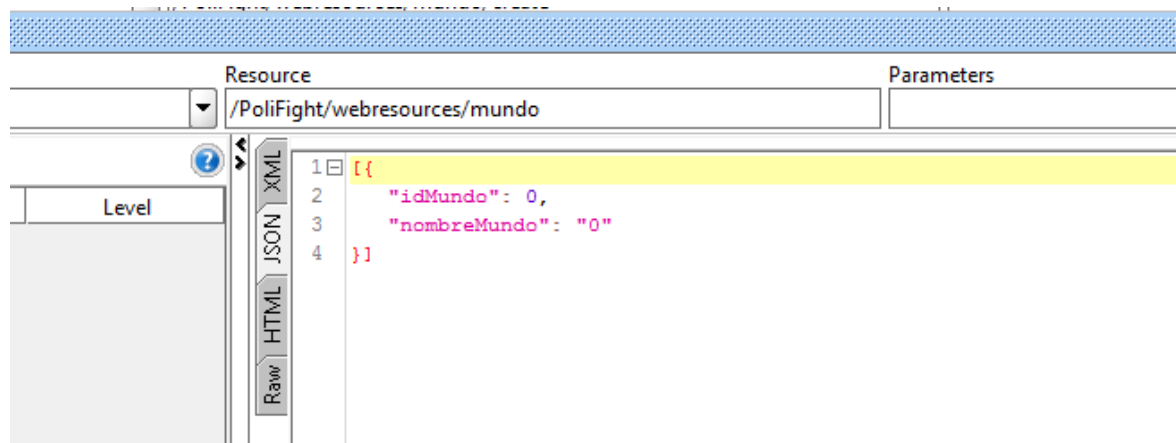 Resource
Parameters
/PoliFight/webresources/mundo
Level
XML
JSON
HTML
Raw
1 [{
2 "idMundo": 0,
3 "nombreMundo": "0"
4 }]